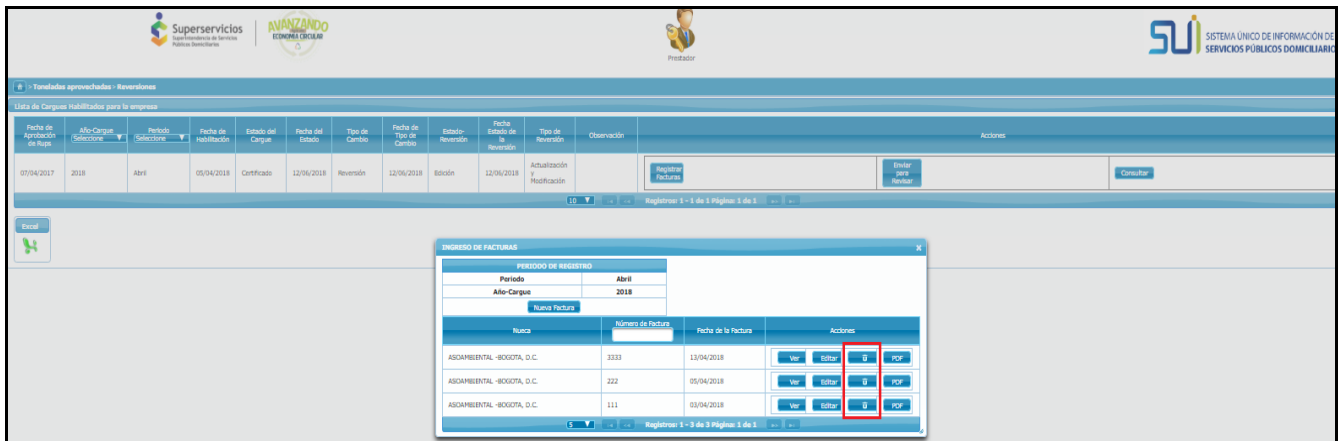 Superservicios
Superintendencia de Servicios
Públicos Domiciliarios
AVANZANDO
ECONOMÍA CIRCULAR
Prestador
SUI
SISTEMA ÚNICO DE INFORMACIÓN DE
SERVICIOS PÚBLICOS DOMICILIARIO
> Toneladas aprovechadas > Reversiones
Lista de Cargues Habilitados para la empresa
Fecha de Aprobación de Rups Año-Cargue Seleccione Periodo Seleccione Fecha de Habilitación Estado del Cargue Fecha del Estado Tipo de Cambio Fecha de Tipo de Cambio Estado-Reversión Fecha Estado de la Reversión Tipo de Reversión Observación Acciones
07/04/2017 2018 Abril 05/04/2018 Certificado 12/06/2018 Reversión 12/06/2018 Edición 12/06/2018 Actualización y Modificación Registrar Facturas Enviar para Revisar Consultar
10 Registros: 1 - 1 de 1 Página: 1 de 1
Excel
INGRESO DE FACTURAS x
PERIODO DE REGISTRO
Periodo Abril
Año-Cargue 2018
Nueva Factura
Nueca Número de Factura Fecha de la Factura Acciones
ASOAMBIENTAL -BOGOTA, D.C. 3333 13/04/2018 Ver Editar PDF
ASOAMBIENTAL -BOGOTA, D.C. 222 05/04/2018 Ver Editar PDF
ASOAMBIENTAL -BOGOTA, D.C. 111 03/04/2018 Ver Editar PDF
5 Registros: 1 - 3 de 3 Página: 1 de 1